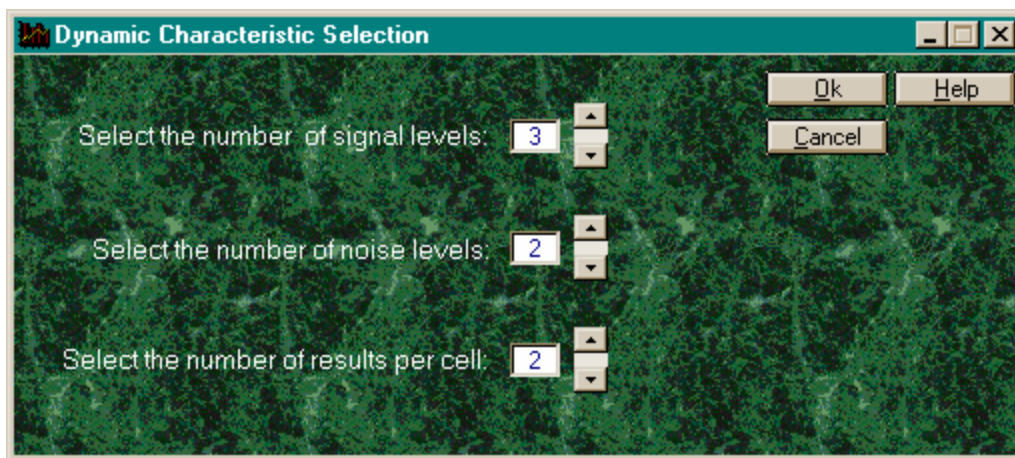 Dynamic Characteristic Selection
Select the number of signal levels: 3
Ok
Help
Cancel
Select the number of noise levels: 2
Select the number of results per cell: 2